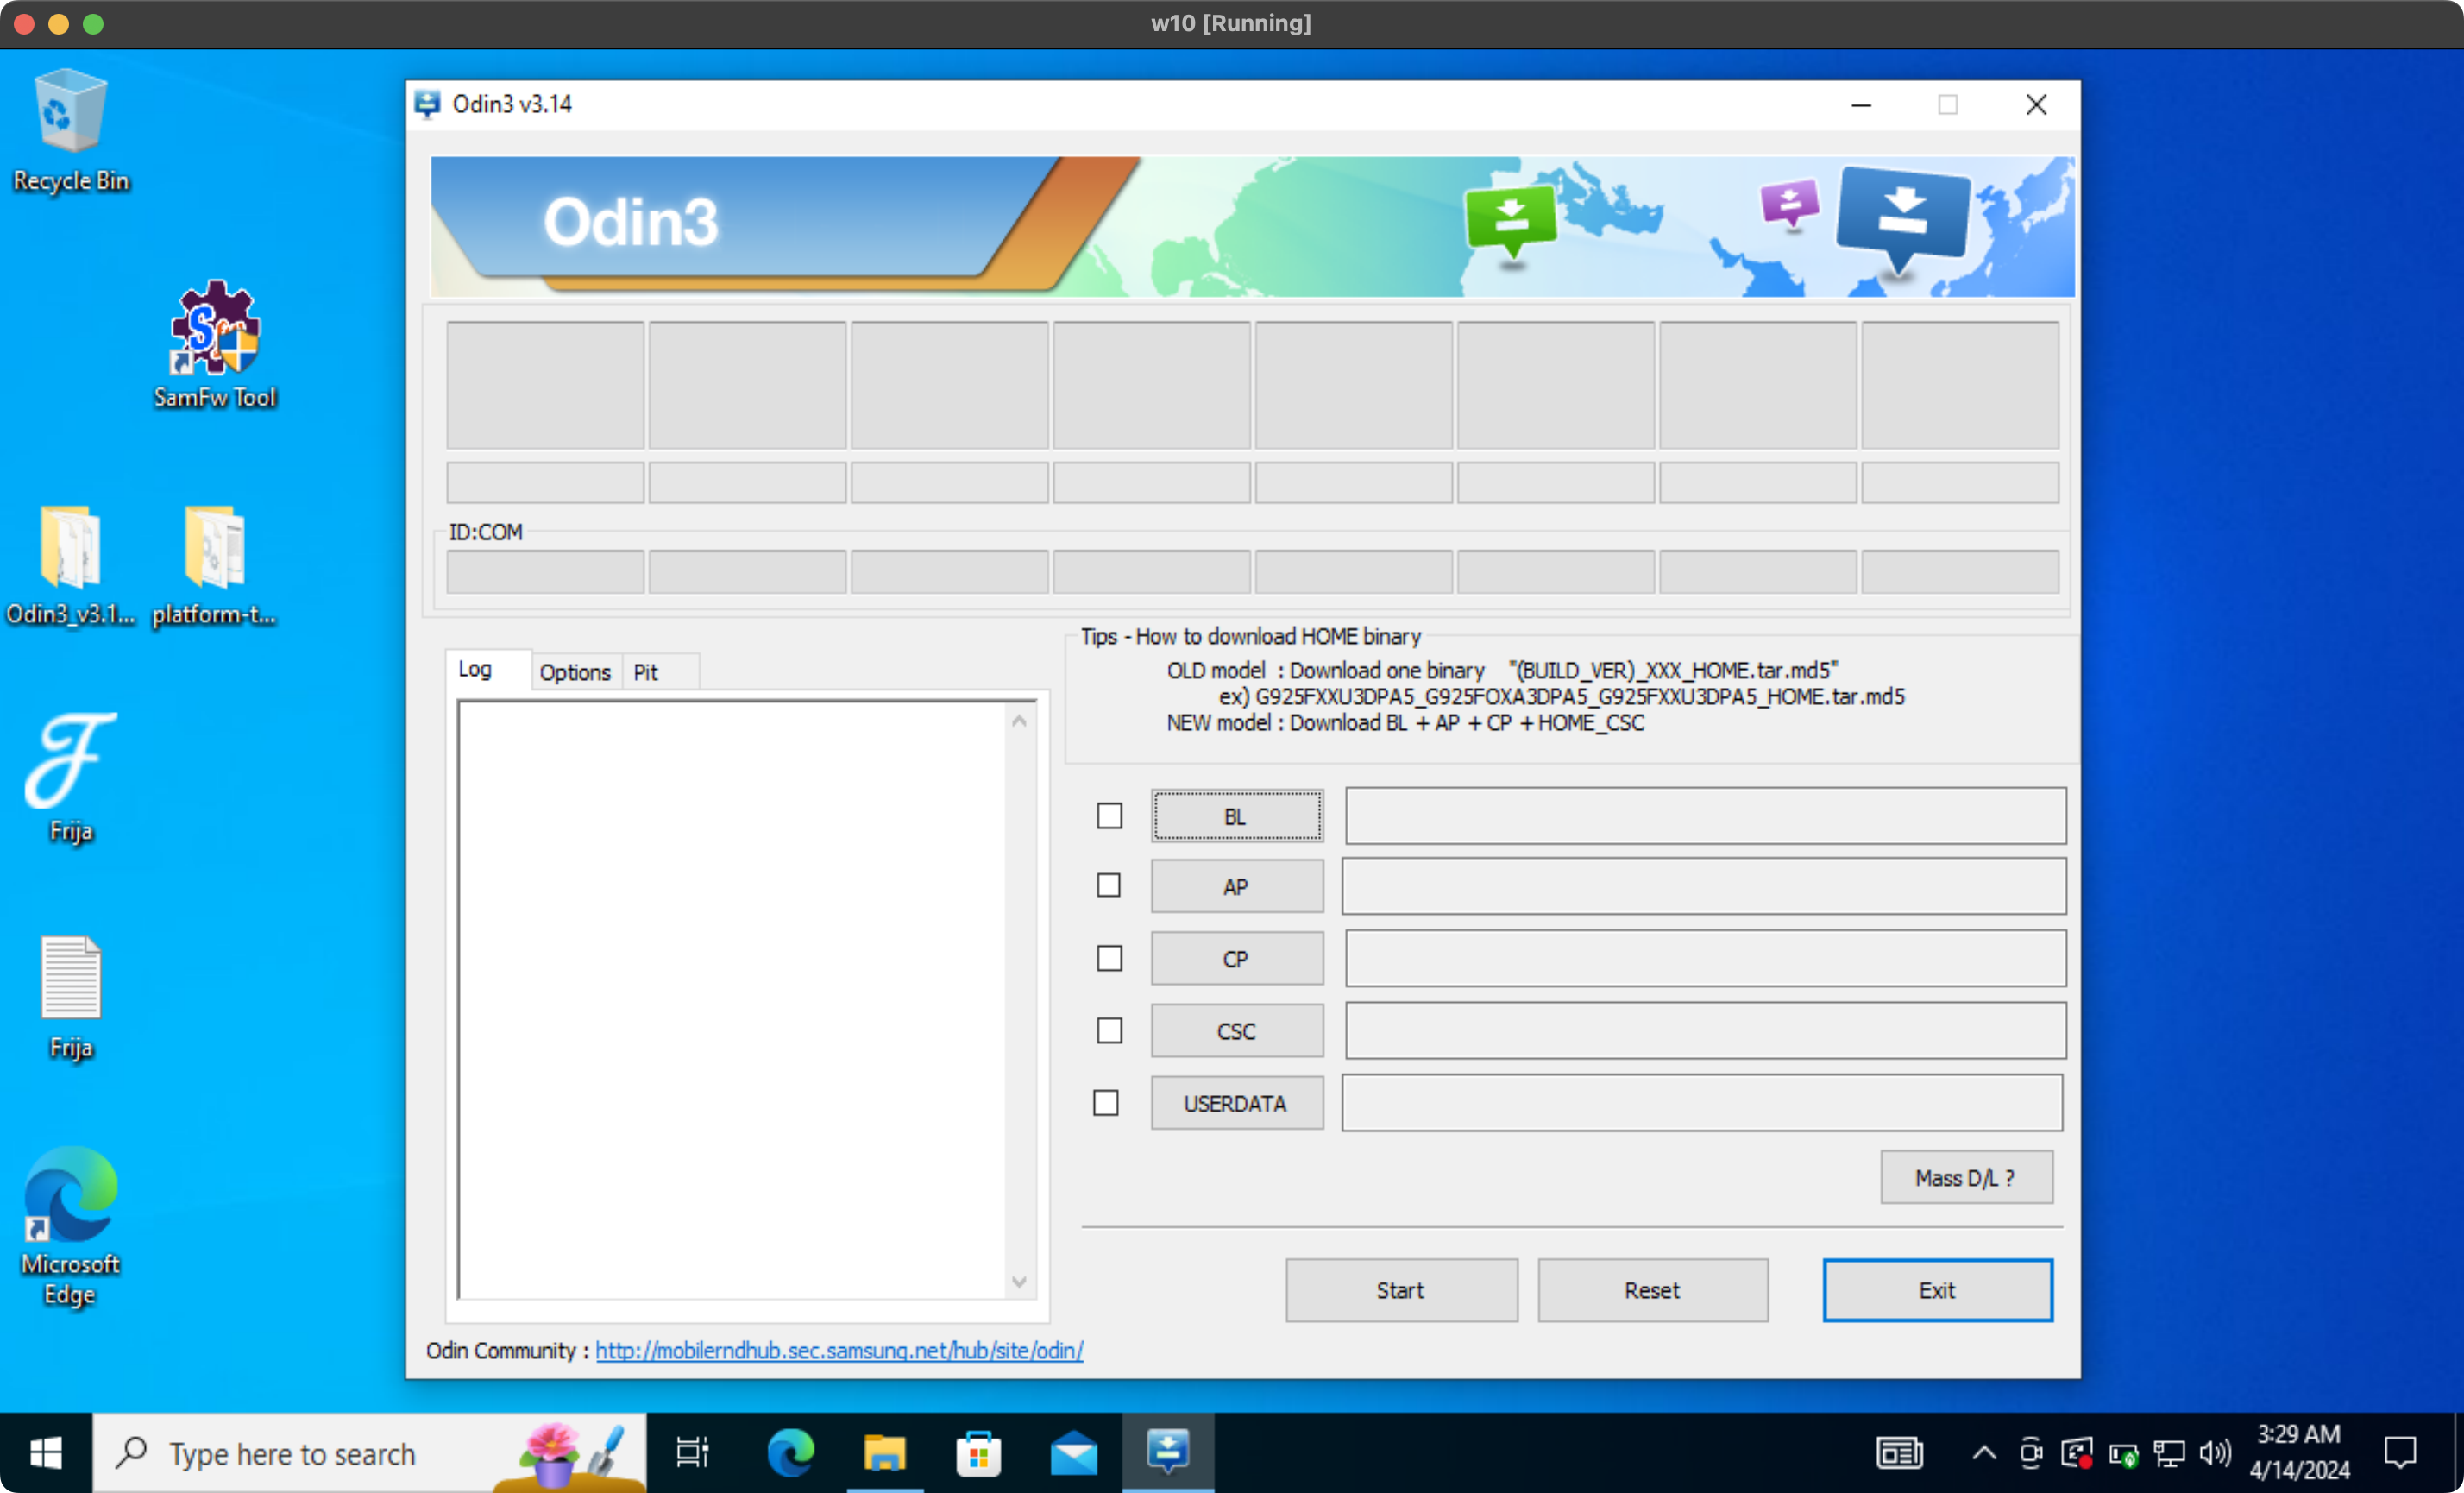 w10 [Running]
Recycle Bin
SamFw Tool
Odin3_v3.1...
platform-t...
Frija
Frija
Microsoft
Edge
Odin3 v3.14
Odin3
ID:COM
Log
Options
Pit
Tips - How to download HOME binary
OLD model : Download one binary "(BUILD_VER)_XXX_HOME.tar.md5"
ex) G925FXXU3DPA5_G925FOXA3DPA5_G925FXXU3DPA5_HOME.tar.md5
NEW model : Download BL + AP + CP + HOME_CSC
BL
AP
CP
CSC
USERDATA
Mass D/L ?
Start
Reset
Exit
Odin Community : http://mobilerndhub.sec.samsung.net/hub/site/odin/
Type here to search
3:29 AM
4/14/2024